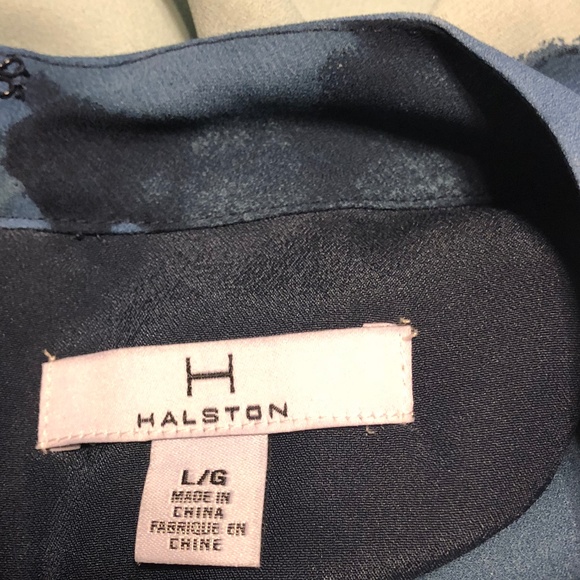 H
HALSTON
L/G
MADE IN
CHINA
FABRIQUE EN
CHINE